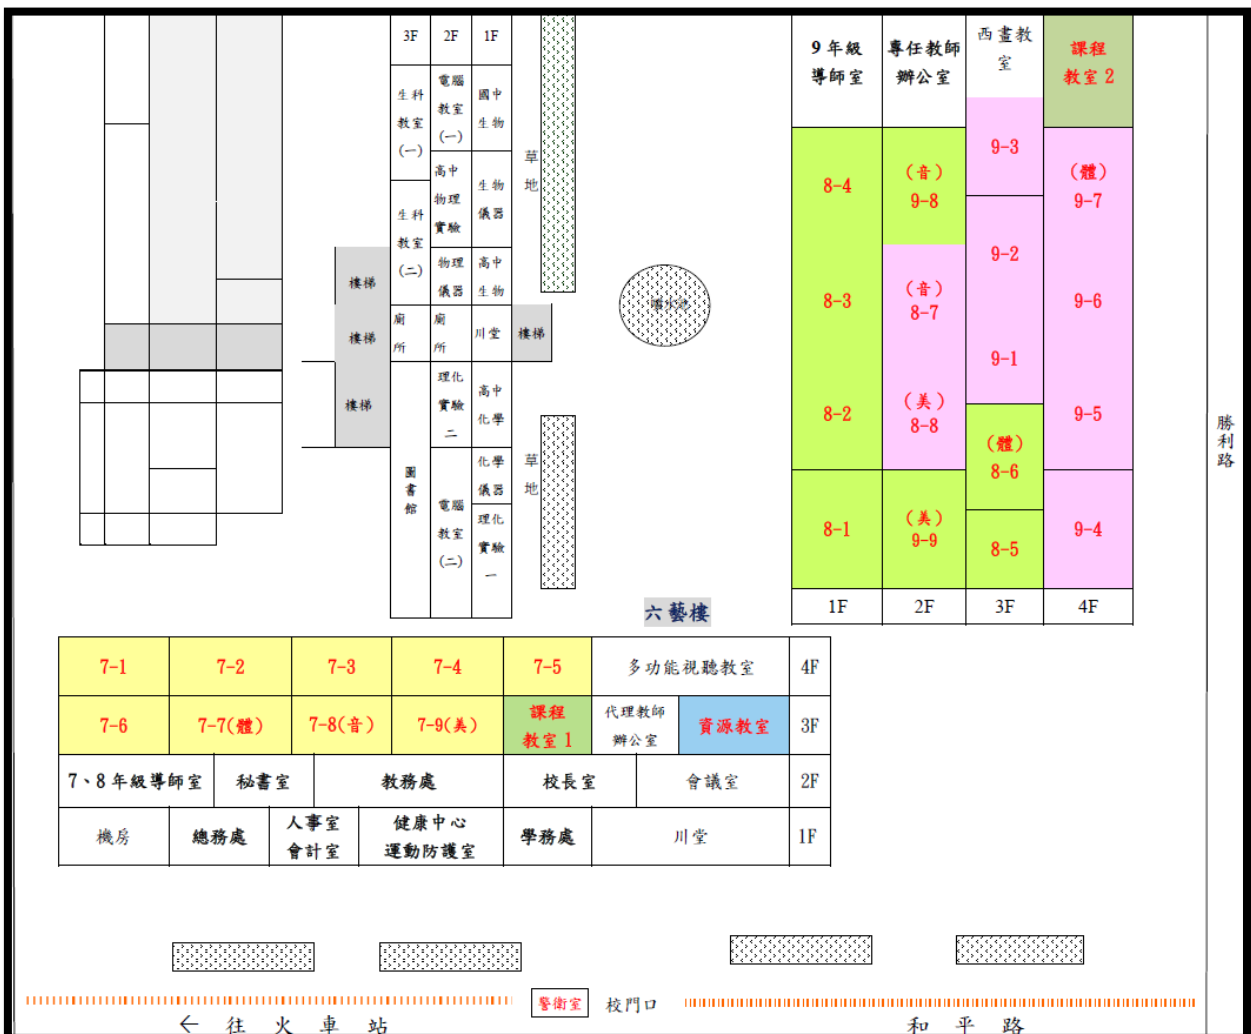 3F 2F 1F
生科
教室
(一)
電腦
教室
(一)
國中
生物
高中
物理
實驗
生物
儀器
生科
教室
(二)
物理
儀器
高中
生物
樓梯
樓梯
廁
所
廁
所
川堂
樓梯
樓梯
理化
實驗
二
高中
化學
圖
書
館
化學
儀器
電腦
教室
(二)
理化
實驗
一
草
地
草
地
噴水池
9 年級
導師室
專任教師
辦公室
西畫教
室
課程
教室 2
8-4
(音)
9-8
9-3
(體)
9-7
8-3
(音)
8-7
9-2
9-6
8-2
(美)
8-8
9-1
9-5
(體)
8-6
8-1
(美)
9-9
8-5
9-4
1F 2F 3F 4F
勝
利
路
六藝樓
7-1 7-2 7-3 7-4 7-5 多功能視聽教室 4F
7-6 7-7(體) 7-8(音) 7-9(美)
課程
教室 1
代理教師
辦公室
資源教室 3F
7、8 年級導師室 秘書室 教務處 校長室 會議室 2F
機房 總務處
人事室
會計室
健康中心
運動防護室
學務處 川堂 1F
警衛室 校門口
← 往 火 車 站
和 平 路